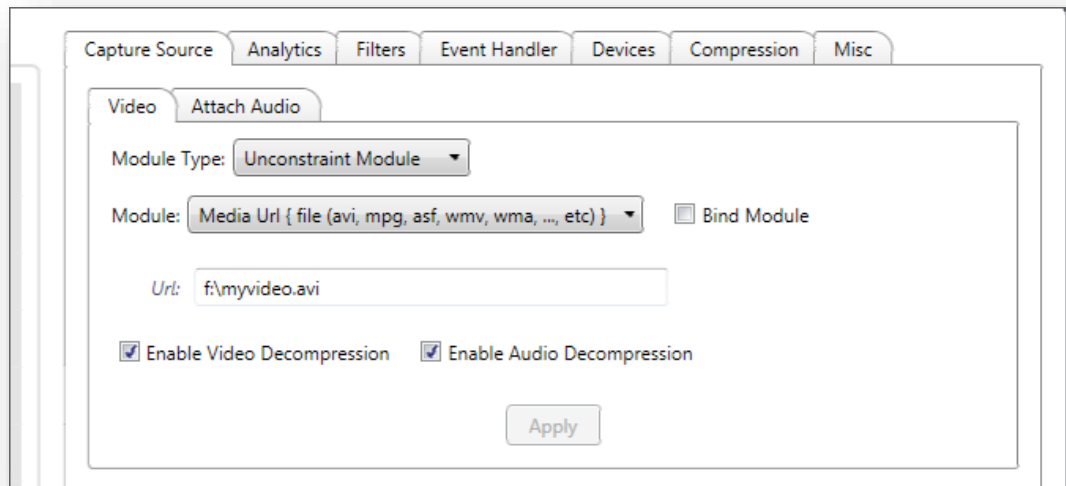 Capture Source Analytics Filters Event Handler Devices Compression Misc
Video Attach Audio
Module Type: Unconstraint Module
Module: Media Url { file (avi, mpg, asf, wmv, wma, ..., etc) } Bind Module
Url: f:\myvideo.avi
Enable Video Decompression Enable Audio Decompression
Apply